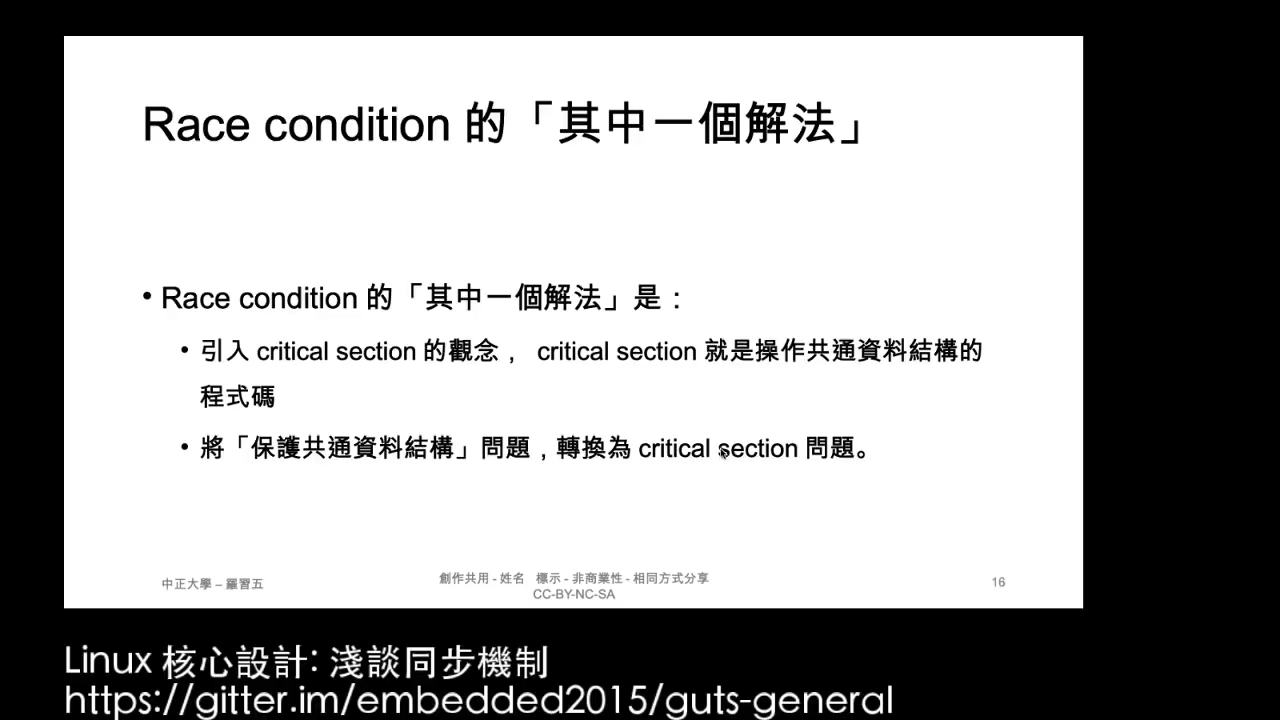 Race condition 的「其中一個解法」
• Race condition 的「其中一個解法」是：
• 引入 critical section 的觀念， critical section 就是操作共通資料結構的
程式碼
• 將「保護共通資料結構」問題，轉換為 critical section 問題。
中正大學 – 羅習五
創作共用 - 姓名 標示 - 非商業性 - 相同方式分享
CC-BY-NC-SA
16
Linux 核心設計: 淺談同步機制
https://gitter.im/embedded2015/guts-general